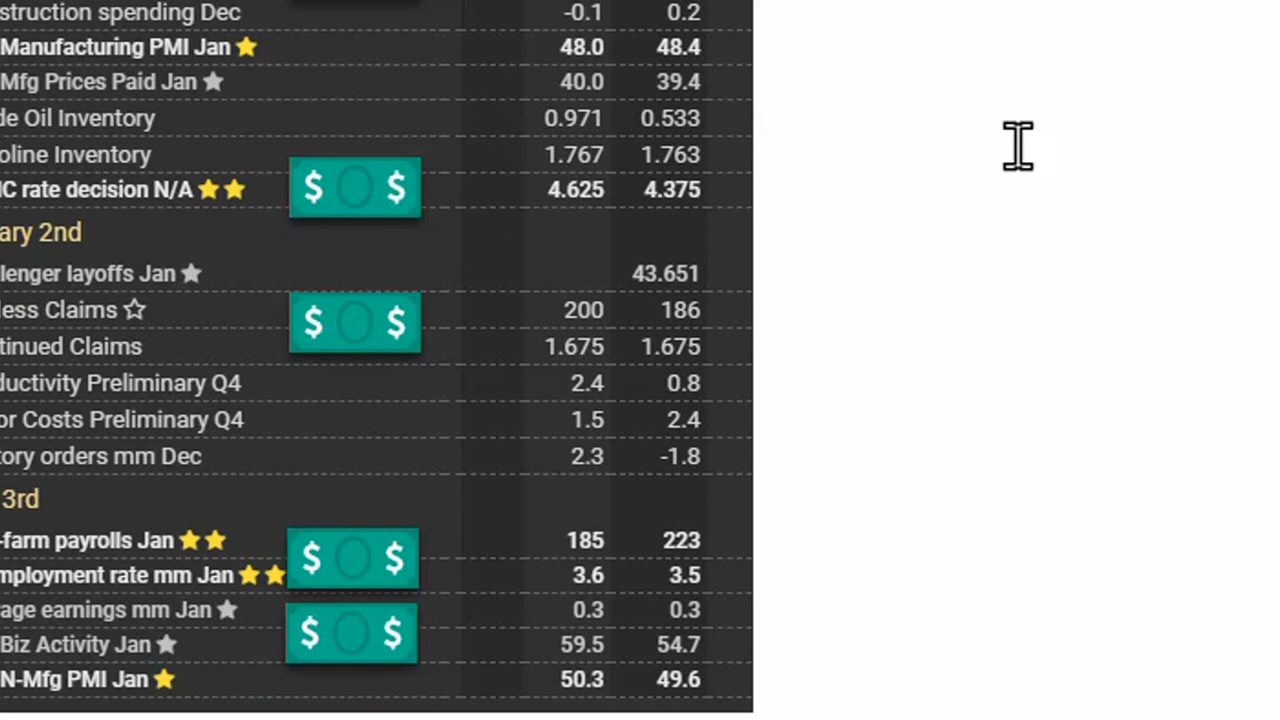 struction spending Dec -0.1 0.2
Manufacturing PMI Jan 48.0 48.4
Mfg Prices Paid Jan 40.0 39.4
de Oil Inventory 0.971 0.533
oline Inventory 1.767 1.763
C rate decision N/A $ $ 4.625 4.375
ary 2nd
lenger layoffs Jan 43.651
less Claims $ $ 200 186
tinued Claims 1.675 1.675
ductivity Preliminary Q4 2.4 0.8
or Costs Preliminary Q4 1.5 2.4
tory orders mm Dec 2.3 -1.8
3rd
-farm payrolls Jan $ $ 185 223
mployment rate mm Jan 3.6 3.5
age earnings mm Jan $ $ 0.3 0.3
Biz Activity Jan 59.5 54.7
N-Mfg PMI Jan 50.3 49.6